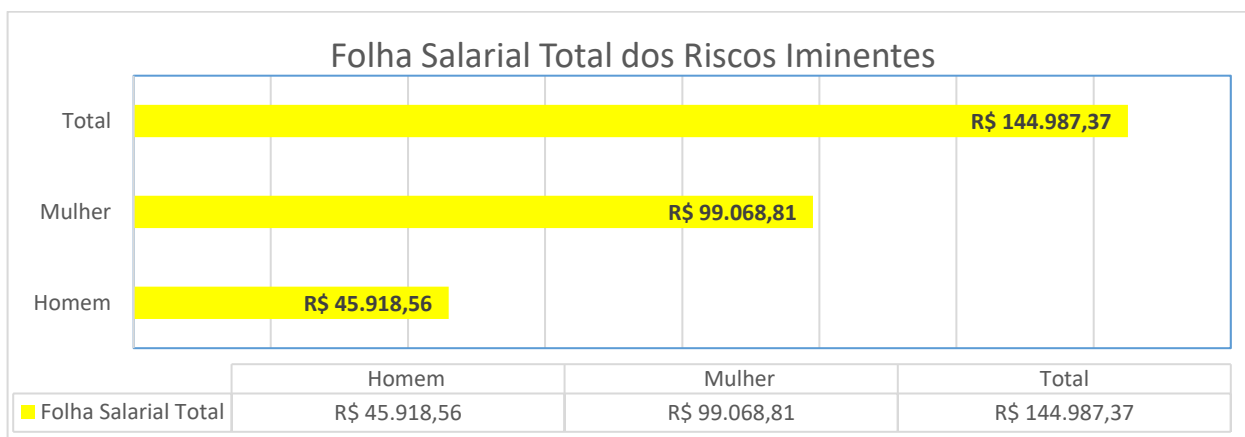 Folha Salarial Total dos Riscos Iminentes
Total
R$ 144.987,37
Mulher
R$ 99.068,81
Homem
R$ 45.918,56
Homem Mulher Total
Folha Salarial Total R$ 45.918,56 R$ 99.068,81 R$ 144.987,37